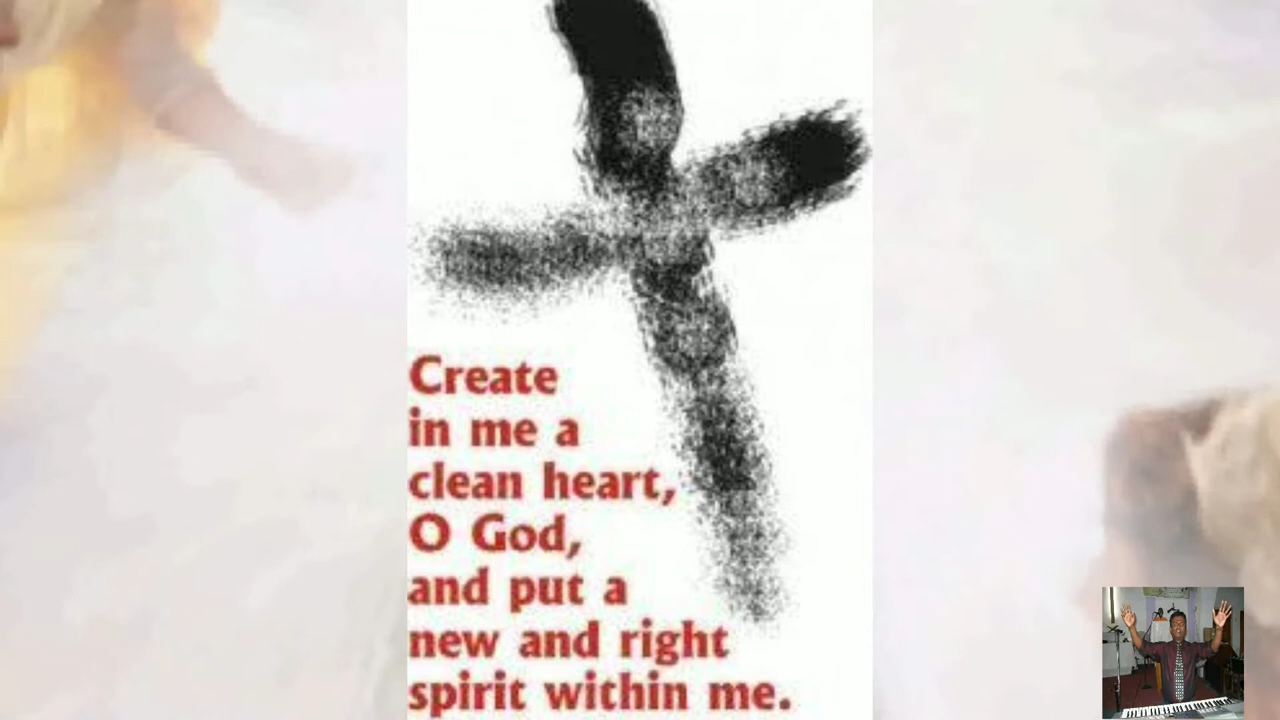 Create
in me a
clean heart,
O God,
and put a
new and right
spirit within me.